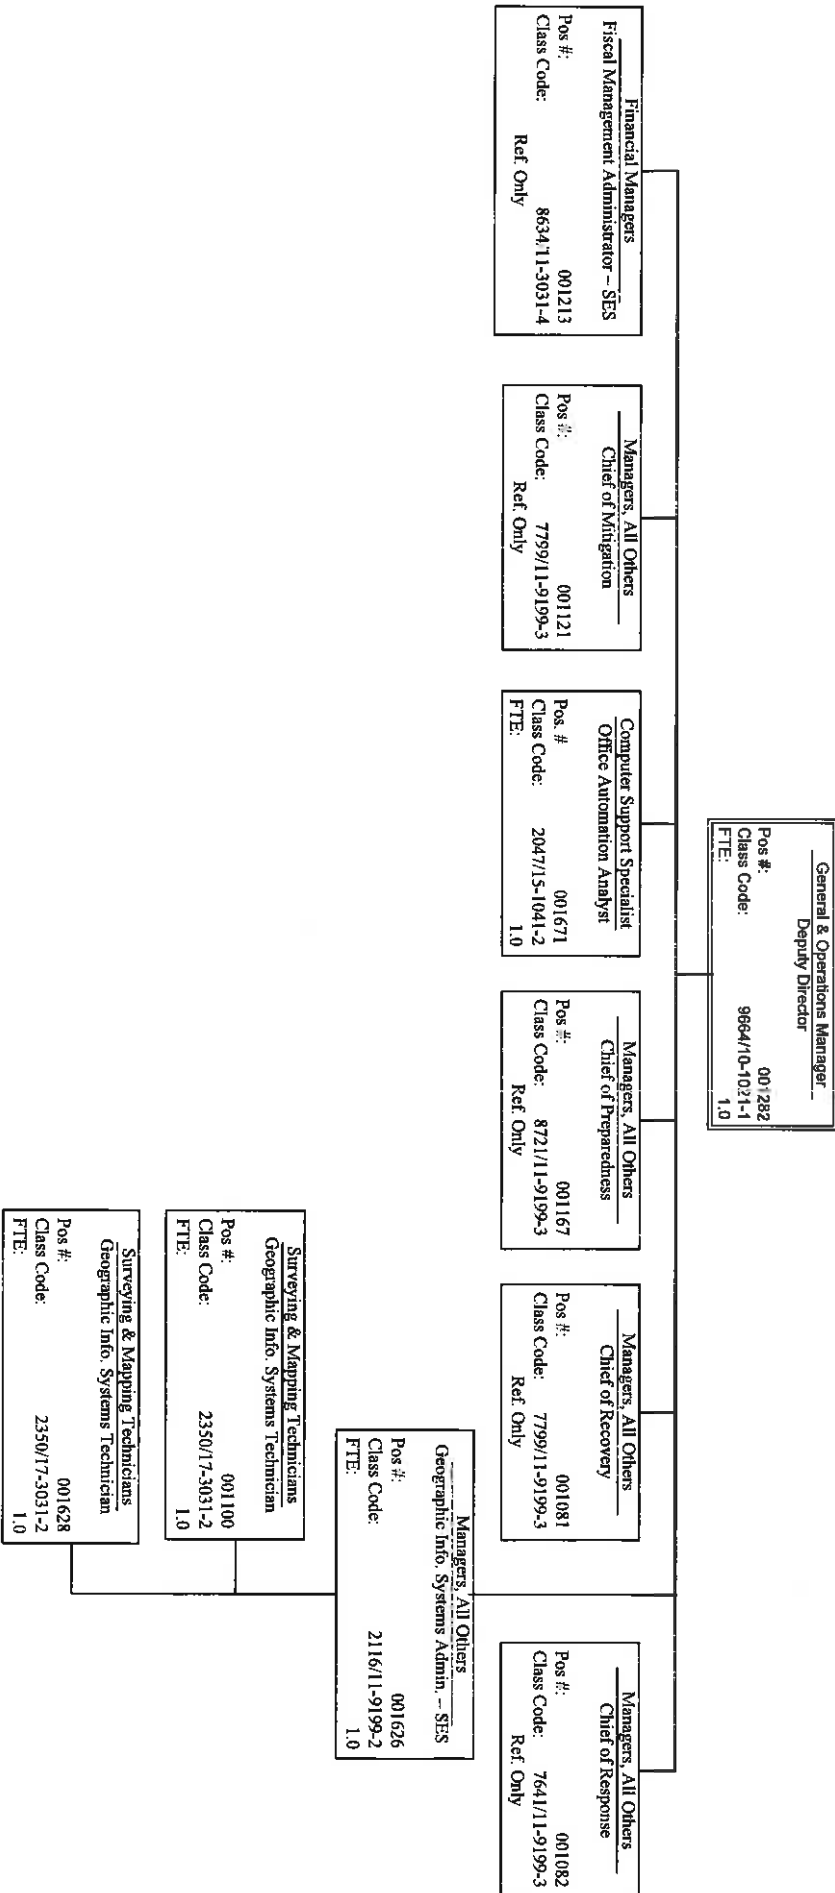 General & Operations Manager
Deputy Director
Pos #: 001282
Class Code: 9664/10-1021-1
FTE: 1.0
Financial Managers
Fiscal Management Administrator – SES
Pos #: 001213
Class Code: 8634/11-3031-4
Ref. Only
Managers, All Others
Chief of Mitigation
Pos #: 001121
Class Code: 7799/11-9199-3
Ref. Only
Computer Support Specialist
Office Automation Analyst
Pos. # 001671
Class Code: 2047/15-1041-2
FTE: 1.0
Managers, All Others
Chief of Preparedness
Pos #: 001167
Class Code: 8721/11-9199-3
Ref. Only
Managers, All Others
Chief of Recovery
Pos #: 001081
Class Code: 7799/11-9199-3
Ref. Only
Managers, All Others
Chief of Response
Pos #: 001082
Class Code: 7641/11-9199-3
Ref. Only
Managers, All Others
Geographic Info. Systems Admin. – SES
Pos #: 001626
Class Code: 2116/11-9199-2
FTE: 1.0
Surveying & Mapping Technicians
Geographic Info. Systems Technician
Pos #: 001100
Class Code: 2350/17-3031-2
FTE: 1.0
Surveying & Mapping Technicians
Geographic Info. Systems Technician
Pos #: 001628
Class Code: 2350/17-3031-2
FTE: 1.0